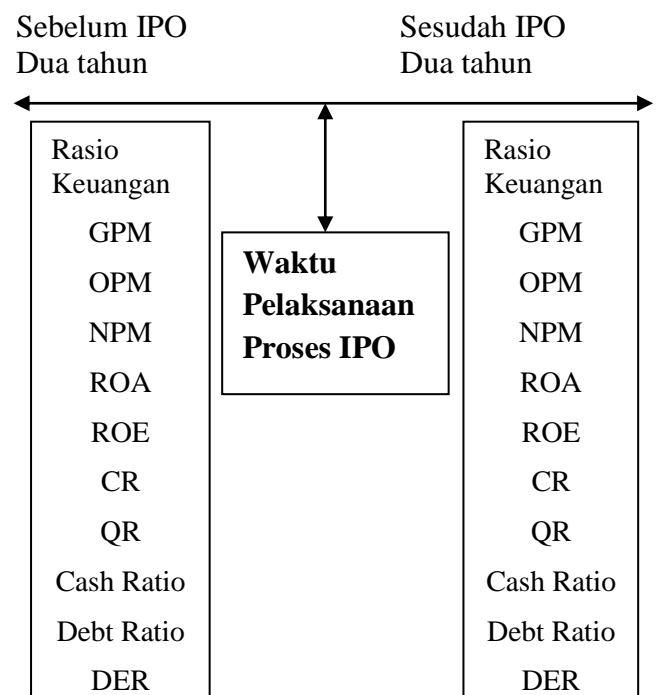 Sebelum IPO
Dua tahun
Sesudah IPO
Dua tahun
Rasio
Keuangan
GPM
OPM
NPM
ROA
ROE
CR
QR
Cash Ratio
Debt Ratio
DER
Waktu
Pelaksanaan
Proses IPO
Rasio
Keuangan
GPM
OPM
NPM
ROA
ROE
CR
QR
Cash Ratio
Debt Ratio
DER